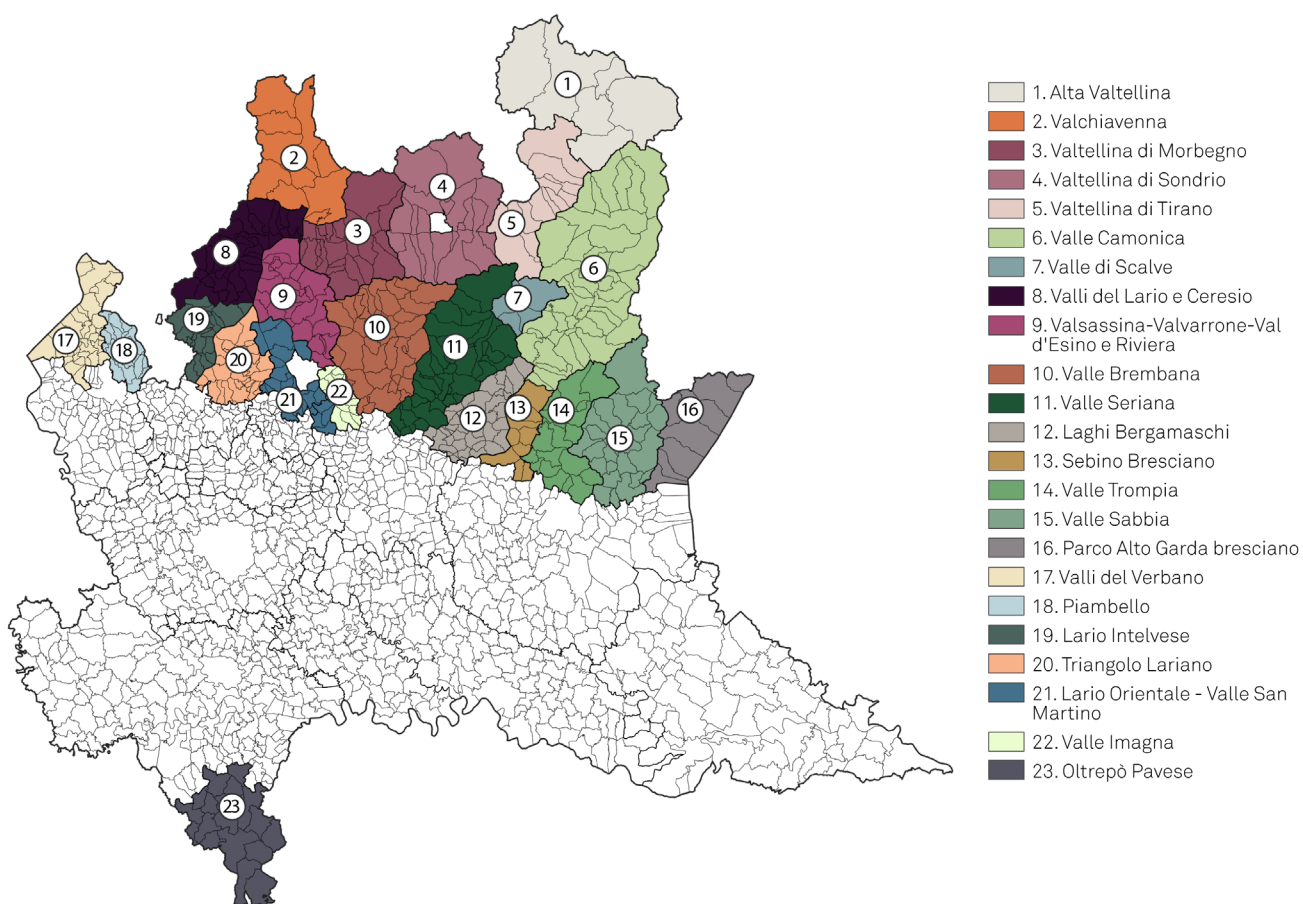 1
2
3
4
5
6
7
8
9
10
11
12
13
14
15
16
17
18
19
20
21
22
23
1. Alta Valtellina
2. Valchiavenna
3. Valtellina di Morbegno
4. Valtellina di Sondrio
5. Valtellina di Tirano
6. Valle Camonica
7. Valle di Scalve
8. Valli del Lario e Ceresio
9. Valsassina-Valvarrone-Val
d'Esino e Riviera
10. Valle Brembana
11. Valle Seriana
12. Laghi Bergamaschi
13. Sebino Bresciano
14. Valle Trompia
15. Valle Sabbia
16. Parco Alto Garda bresciano
17. Valli del Verbano
18. Piambello
19. Lario Intelvese
20. Triangolo Lariano
21. Lario Orientale - Valle San
Martino
22. Valle Imagna
23. Oltrepò Pavese